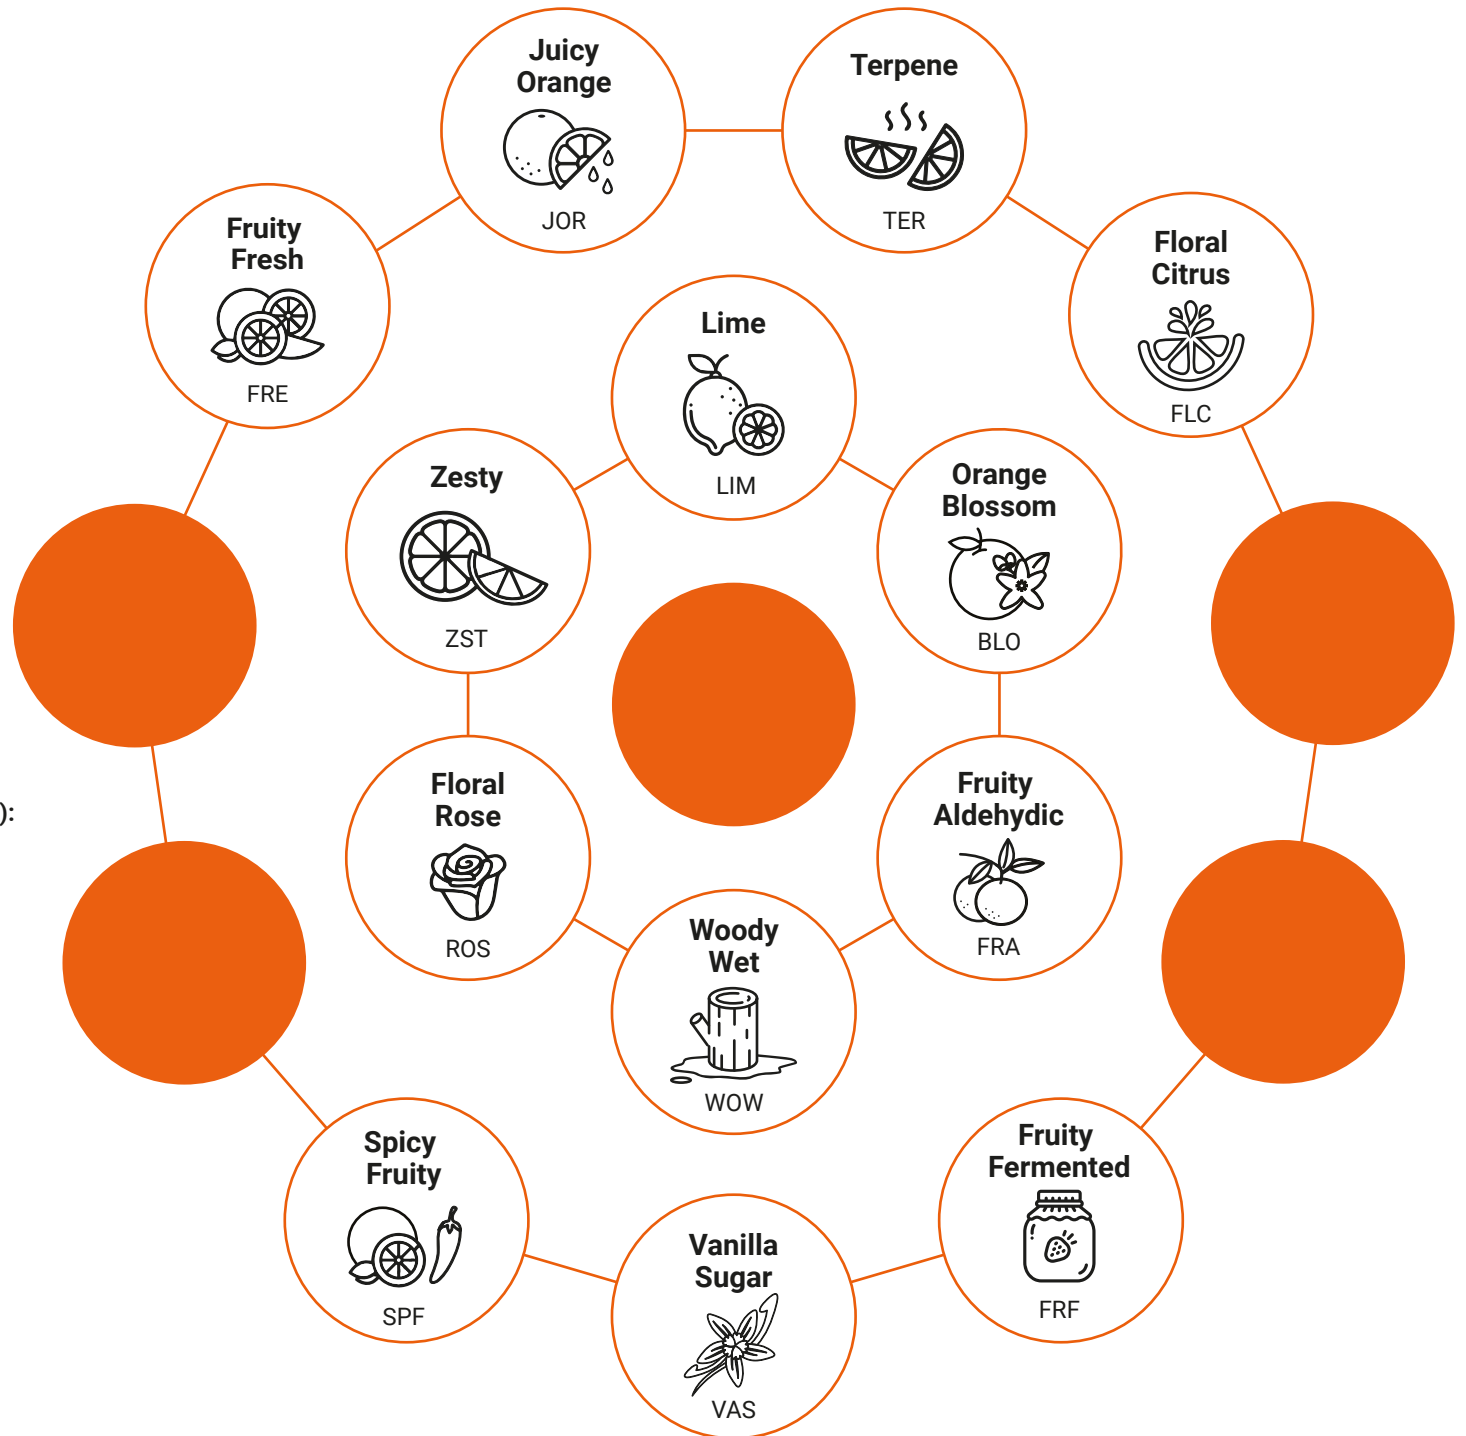 Juicy
Orange
JOR
Terpene
TER
Fruity
Fresh
FRE
Floral
Citrus
FLC
Lime
LIM
Zesty
ZST
Orange
Blossom
BLO
Floral
Rose
ROS
Fruity
Aldehydic
FRA
):
Woody
Wet
WOW
Spicy
Fruity
SPF
Fruity
Fermented
FRF
Vanilla
Sugar
VAS